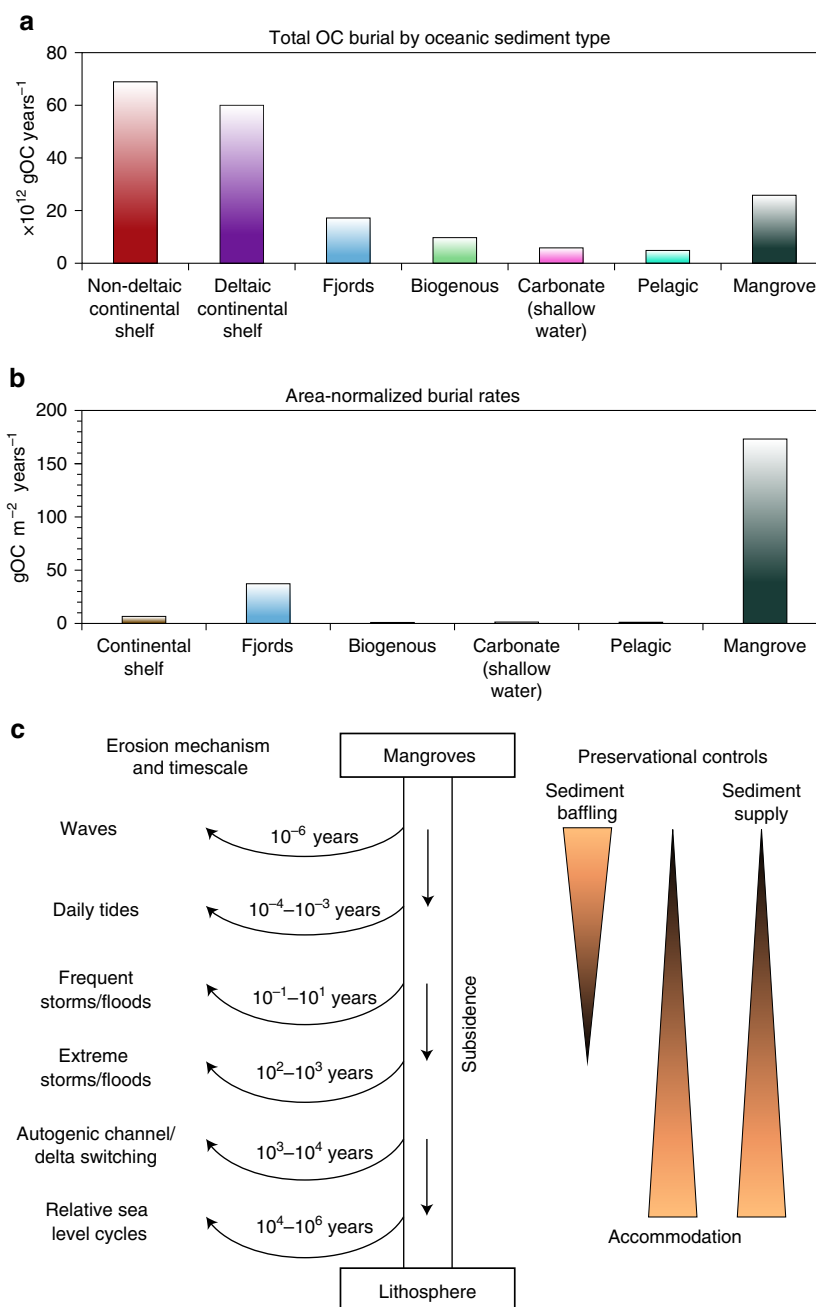 a
Total OC burial by oceanic sediment type
×10¹² gOC years⁻¹
80
60
40
20
0
Non-deltaic
continental
shelf
Deltaic
continental
shelf
Fjords
Biogenous
Carbonate
(shallow
water)
Pelagic
Mangrove
b
Area-normalized burial rates
gOC m⁻² years⁻¹
200
150
100
50
0
Continental
shelf
Fjords
Biogenous
Carbonate
(shallow
water)
Pelagic
Mangrove
c
Erosion mechanism
and timescale
Mangroves
Preservational controls
Sediment
baffling
Sediment
supply
Waves
10⁻⁶ years
Daily tides
10⁻⁴–10⁻³ years
Frequent
storms/floods
10⁻¹–10¹ years
Subsidence
Extreme
storms/floods
10²–10³ years
Autogenic channel/
delta switching
10³–10⁴ years
Relative sea
level cycles
10⁴–10⁶ years
Accommodation
Lithosphere